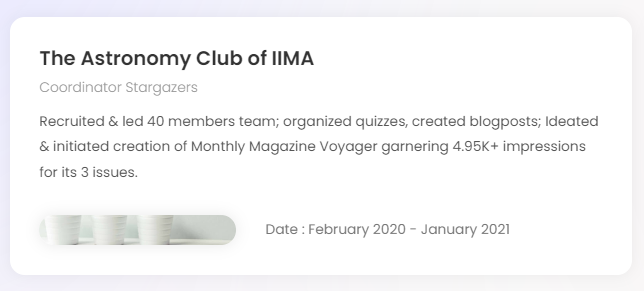 The Astronomy Club of IIMA
Coordinator Stargazers
Recruited & led 40 members team; organized quizzes, created blogposts; Ideated
& initiated creation of Monthly Magazine Voyager garnering 4.95K+ impressions
for its 3 issues.
Date : February 2020 - January 2021